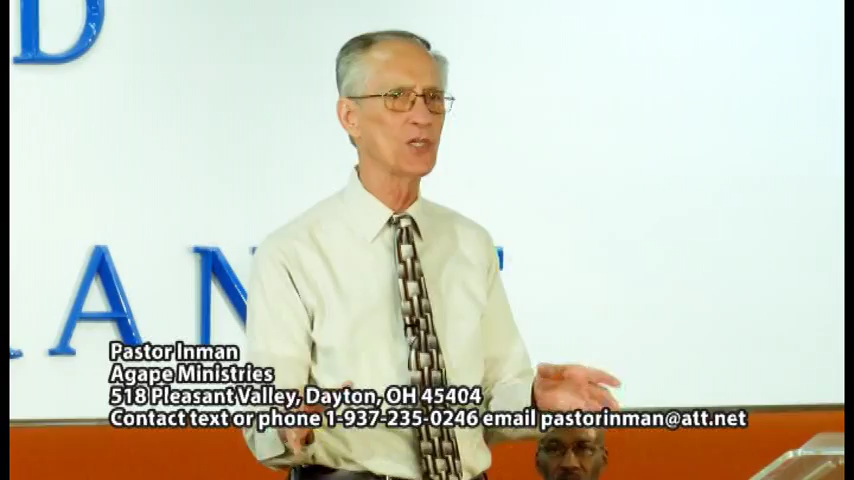 D
AN
Pastor Inman
Agape Ministries
518 Pleasant Valley, Dayton, OH 45404
Contact text or phone 1-937-235-0246 email pastorinman@att.net